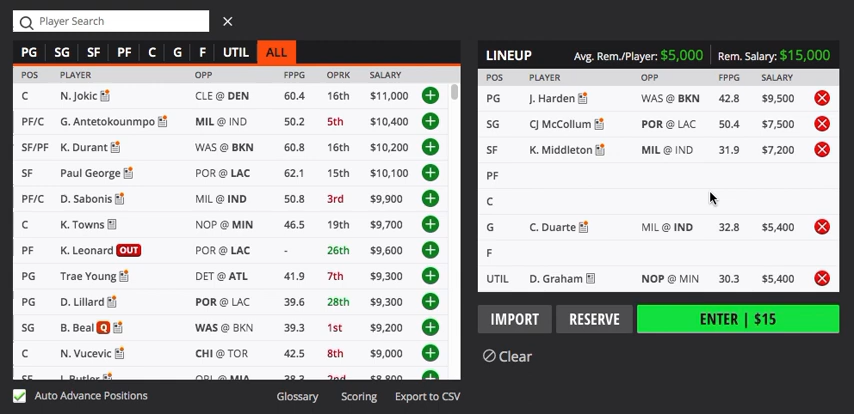 Player Search
PG SG SF PF C G F UTIL ALL
POS PLAYER OPP FPPG OPRK SALARY
C N. Jokic CLE @ DEN 60.4 16th $11,000
PF/C G. Antetokounmpo MIL @ IND 50.2 5th $10,400
SF/PF K. Durant WAS @ BKN 60.8 16th $10,200
SF Paul George POR @ LAC 62.1 15th $10,100
PF/C D. Sabonis MIL @ IND 50.8 3rd $9,900
C K. Towns NOP @ MIN 46.5 19th $9,700
PF K. Leonard OUT POR @ LAC - 26th $9,600
PG Trae Young DET @ ATL 41.9 7th $9,300
PG D. Lillard POR @ LAC 39.6 28th $9,300
SG B. Beal Q WAS @ BKN 39.3 1st $9,200
C N. Vucevic CHI @ TOR 42.5 8th $9,000
SF J. Butler ORL @ MIA 38.3 2nd $8,800
Auto Advance Positions Glossary Scoring Export to CSV
LINEUP Avg. Rem./Player: $5,000 Rem. Salary: $15,000
POS PLAYER OPP FPPG SALARY
PG J. Harden WAS @ BKN 42.8 $9,500
SG CJ McCollum POR @ LAC 50.4 $7,500
SF K. Middleton MIL @ IND 31.9 $7,200
PF
C
G C. Duarte MIL @ IND 32.8 $5,400
F
UTIL D. Graham NOP @ MIN 30.3 $5,400
IMPORT RESERVE ENTER | $15
Clear